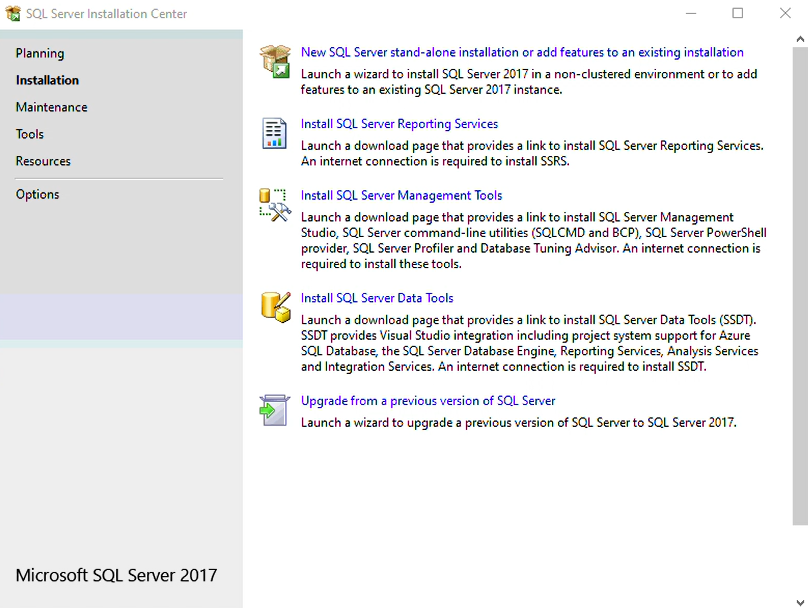 SQL Server Installation Center
Planning
Installation
Maintenance
Tools
Resources
Options
Microsoft SQL Server 2017
New SQL Server stand-alone installation or add features to an existing installation
Launch a wizard to install SQL Server 2017 in a non-clustered environment or to add
features to an existing SQL Server 2017 instance.
Install SQL Server Reporting Services
Launch a download page that provides a link to install SQL Server Reporting Services.
An internet connection is required to install SSRS.
Install SQL Server Management Tools
Launch a download page that provides a link to install SQL Server Management
Studio, SQL Server command-line utilities (SQLCMD and BCP), SQL Server PowerShell
provider, SQL Server Profiler and Database Tuning Advisor. An internet connection is
required to install these tools.
Install SQL Server Data Tools
Launch a download page that provides a link to install SQL Server Data Tools (SSDT).
SSDT provides Visual Studio integration including project system support for Azure
SQL Database, the SQL Server Database Engine, Reporting Services, Analysis Services
and Integration Services. An internet connection is required to install SSDT.
Upgrade from a previous version of SQL Server
Launch a wizard to upgrade a previous version of SQL Server to SQL Server 2017.